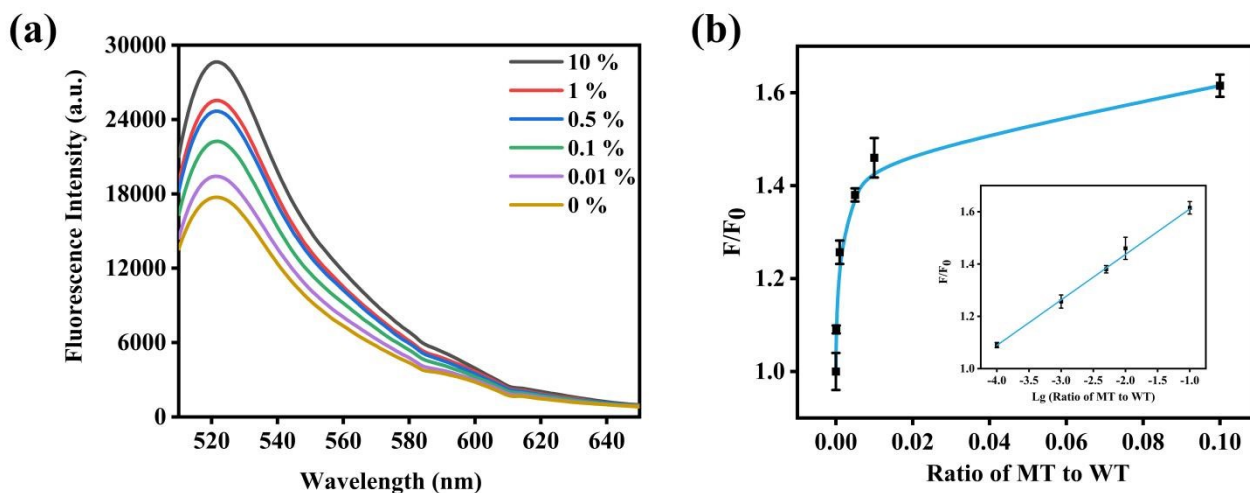 (a)
30000
24000
18000
12000
6000
0
Fluorescence Intensity (a.u.)
10 %
1 %
0.5 %
0.1 %
0.01 %
0 %
520 540 560 580 600 620 640
Wavelength (nm)
(b)
1.6
1.4
1.2
1.0
F/F0
0.00 0.02 0.04 0.06 0.08 0.10
Ratio of MT to WT
1.6
1.4
1.2
1.0
F/F0
-4.0 -3.5 -3.0 -2.5 -2.0 -1.5 -1.0
Lg (Ratio of MT to WT)